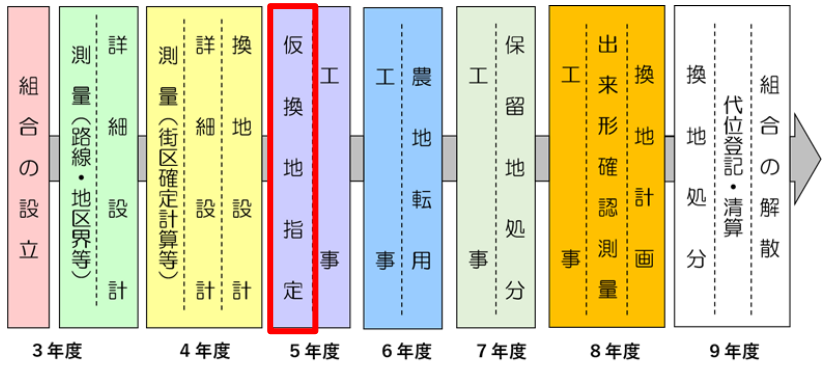 組合の設立
詳細設計
測量（路線・地区界等）
換地設計
詳細設計
測量（街区確定計算等）
仮換地指定
工事
農地転用
工事
保留地処分
工事
換地計画
出来形確認測量
工事
換地処分
代位登記・清算
組合の解散
3年度
4年度
5年度
6年度
7年度
8年度
9年度